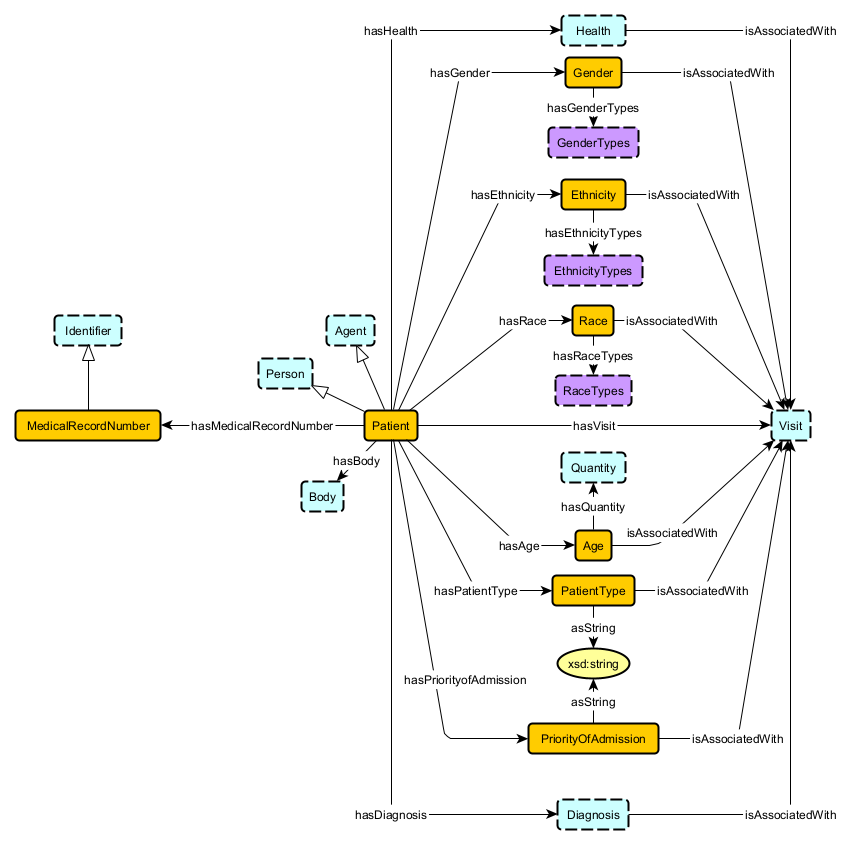 hasHealth
Health
isAssociatedWith
hasGender
Gender
isAssociatedWith
hasGenderTypes
GenderTypes
hasEthnicity
Ethnicity
isAssociatedWith
hasEthnicityTypes
EthnicityTypes
hasRace
Race
isAssociatedWith
hasRaceTypes
RaceTypes
Identifier
Agent
Person
MedicalRecordNumber
hasMedicalRecordNumber
Patient
hasVisit
Visit
hasBody
Body
Quantity
hasQuantity
hasAge
Age
isAssociatedWith
hasPatientType
PatientType
isAssociatedWith
asString
xsd:string
hasPriorityofAdmission
asString
PriorityOfAdmission
isAssociatedWith
hasDiagnosis
Diagnosis
isAssociatedWith